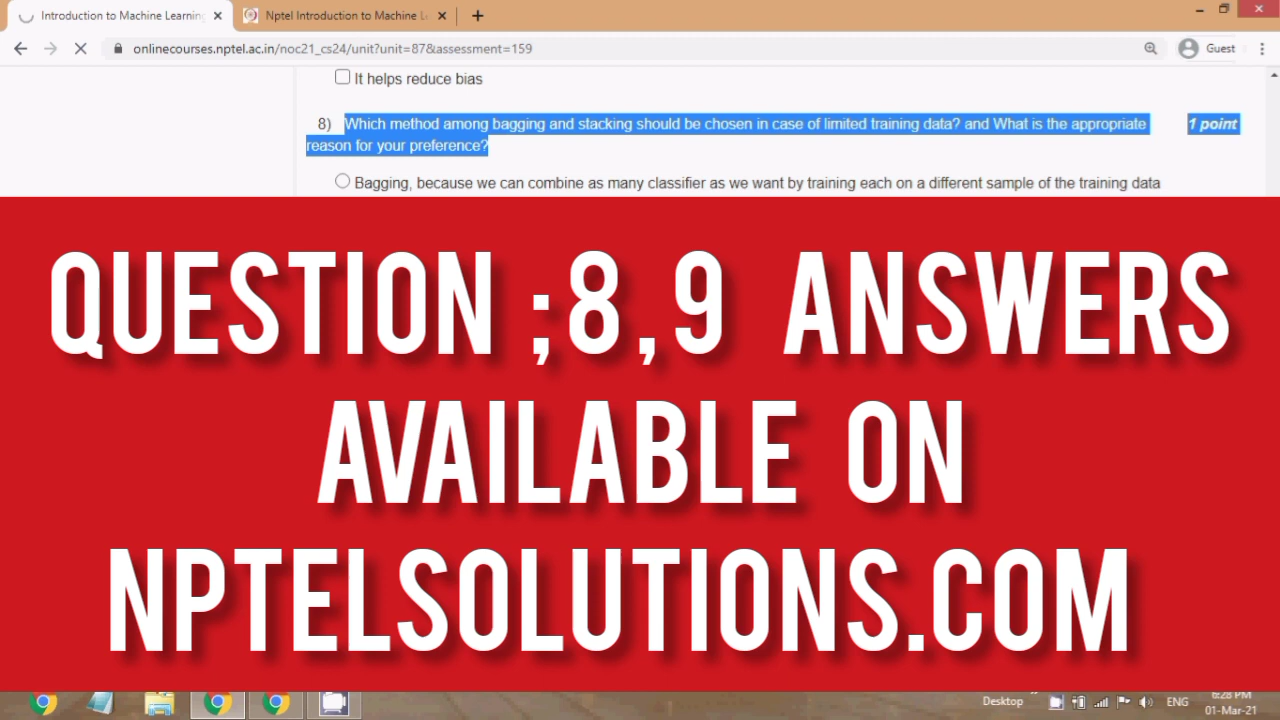 Introduction to Machine Learning
Nptel Introduction to Machine Le
onlinecourses.nptel.ac.in/noc21_cs24/unit?unit=87&assessment=159
Guest
It helps reduce bias
8) Which method among bagging and stacking should be chosen in case of limited training data? and What is the appropriate 1 point
reason for your preference?
Bagging, because we can combine as many classifier as we want by training each on a different sample of the training data
QUESTION ;8,9 ANSWERS
AVAILABLE ON
NPTELSOLUTIONS.COM
Desktop
ENG
6:28 PM
01-Mar-21